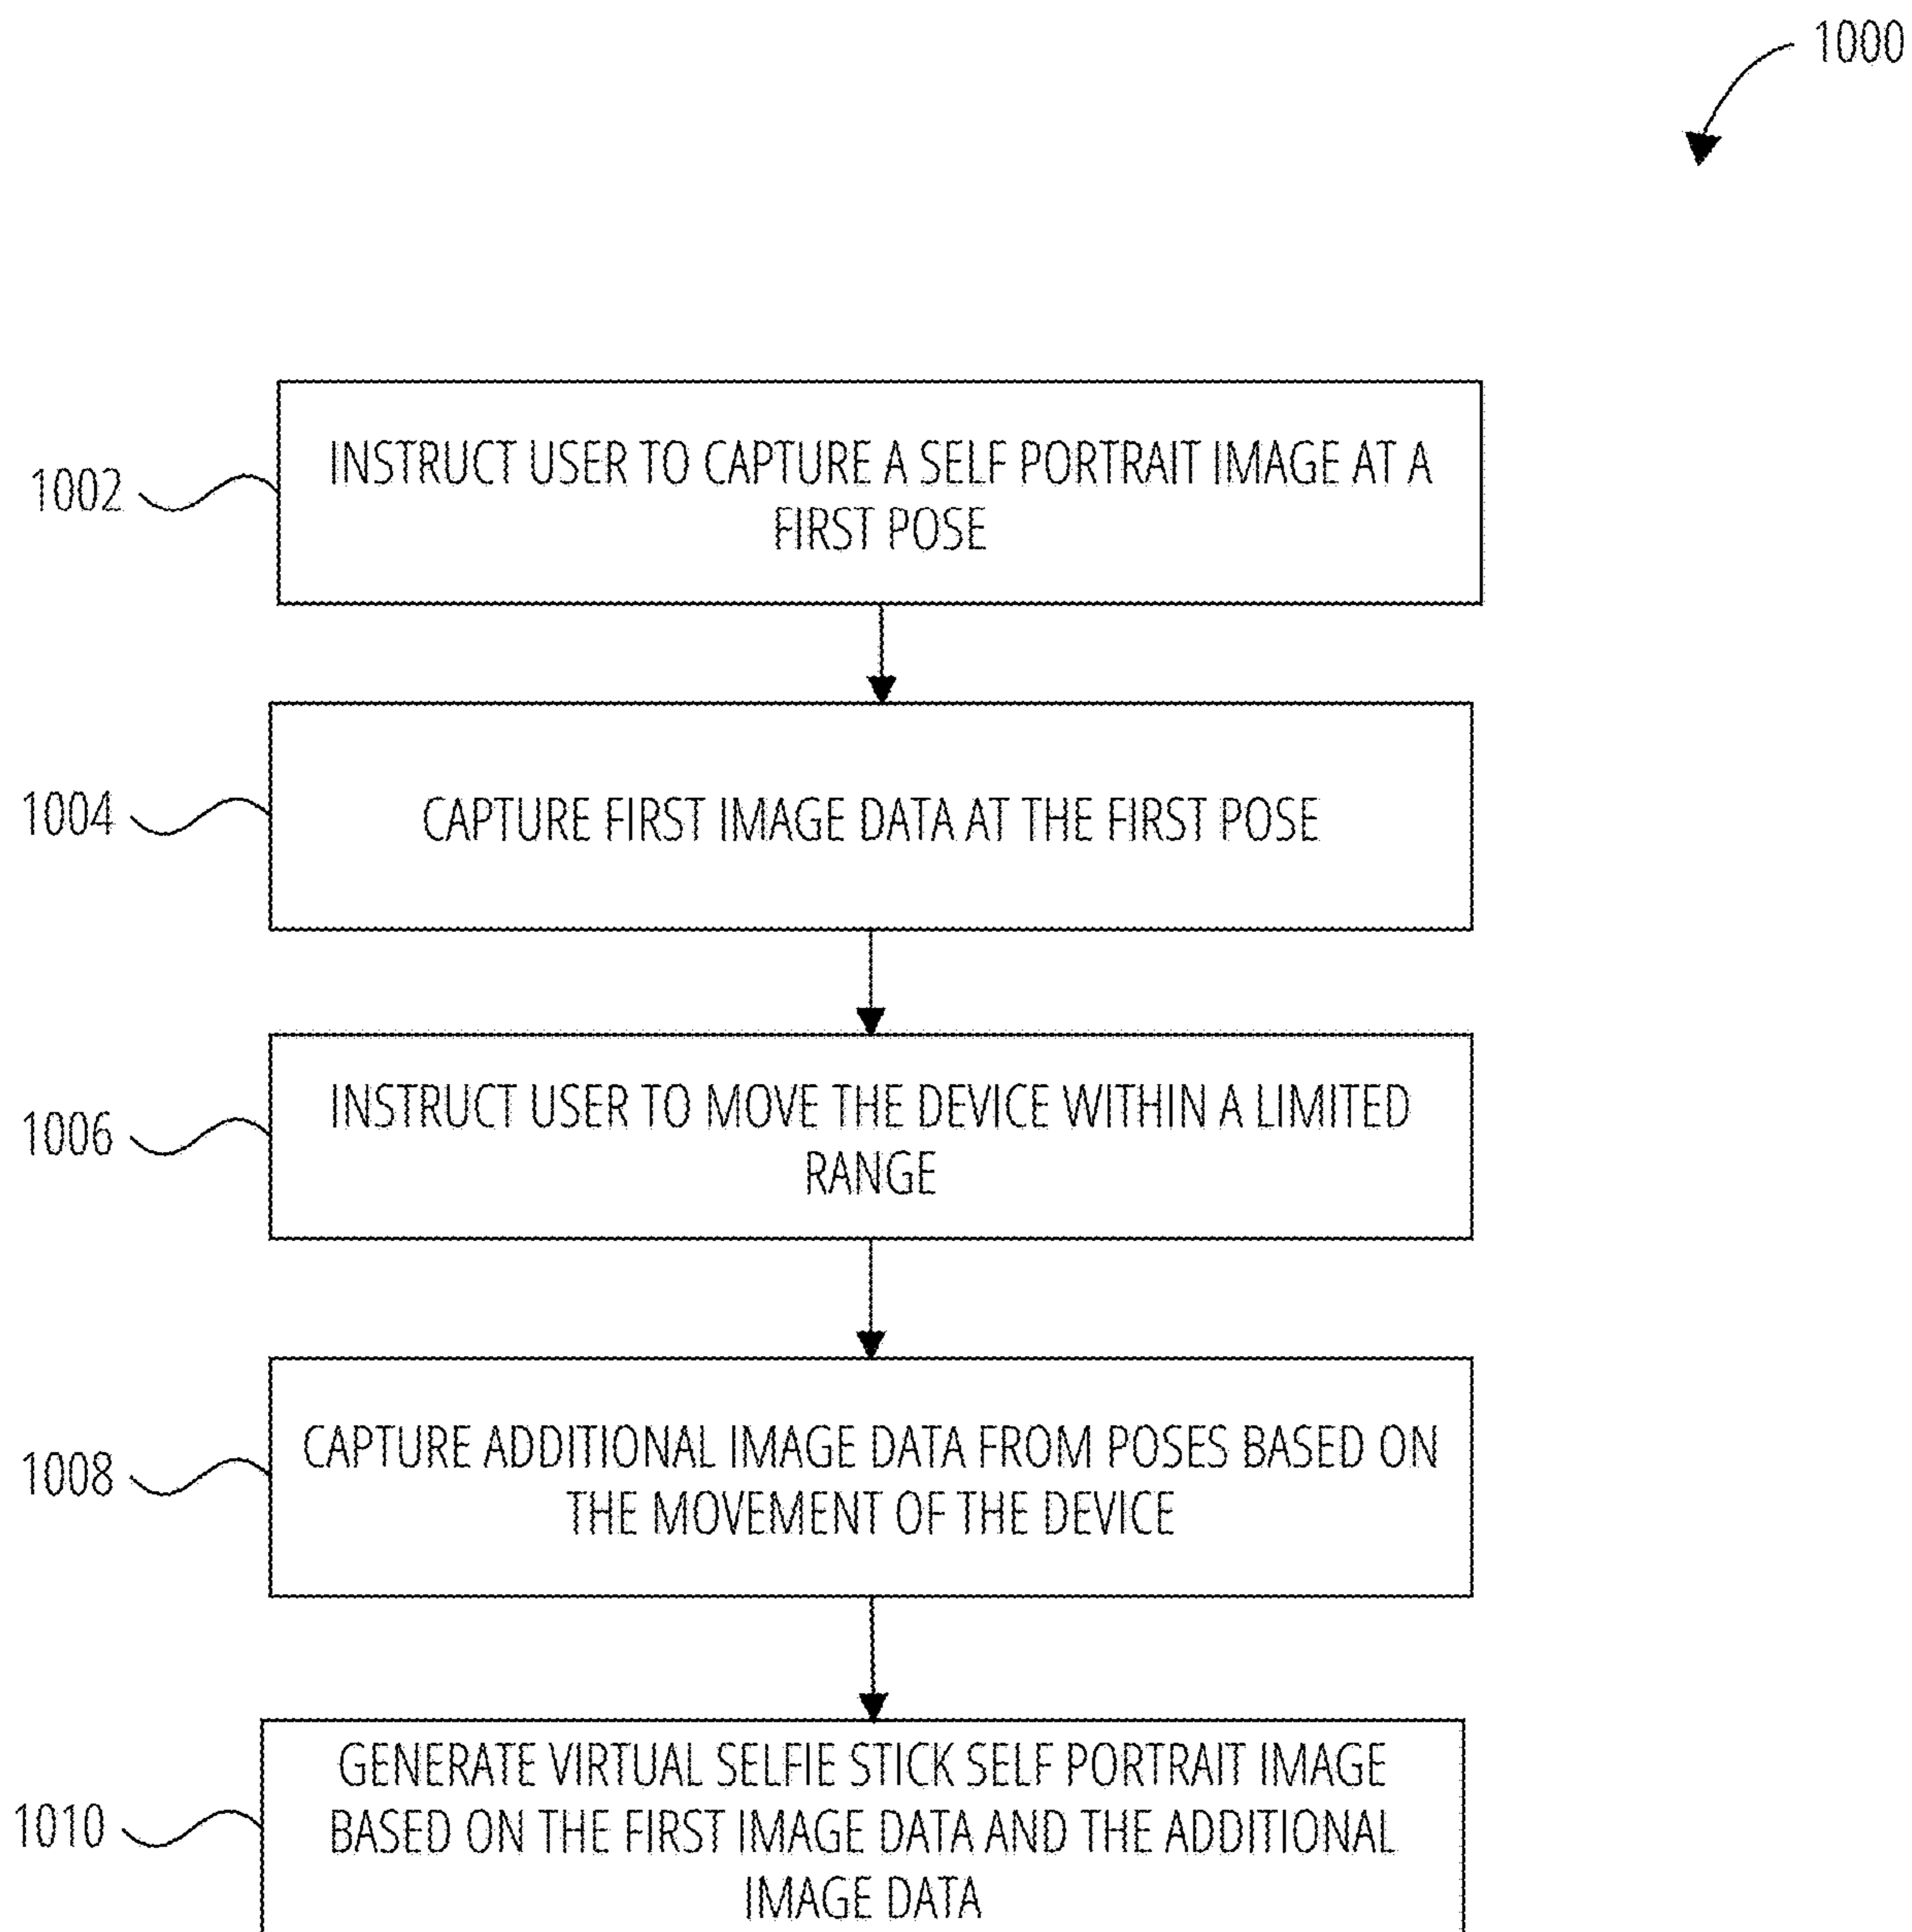 1000
1002
INSTRUCT USER TO CAPTURE A SELF PORTRAIT IMAGE AT A
FIRST POSE
1004
CAPTURE FIRST IMAGE DATA AT THE FIRST POSE
1006
INSTRUCT USER TO MOVE THE DEVICE WITHIN A LIMITED
RANGE
1008
CAPTURE ADDITIONAL IMAGE DATA FROM POSES BASED ON
THE MOVEMENT OF THE DEVICE
1010
GENERATE VIRTUAL SELFIE STICK SELF PORTRAIT IMAGE
BASED ON THE FIRST IMAGE DATA AND THE ADDITIONAL
IMAGE DATA